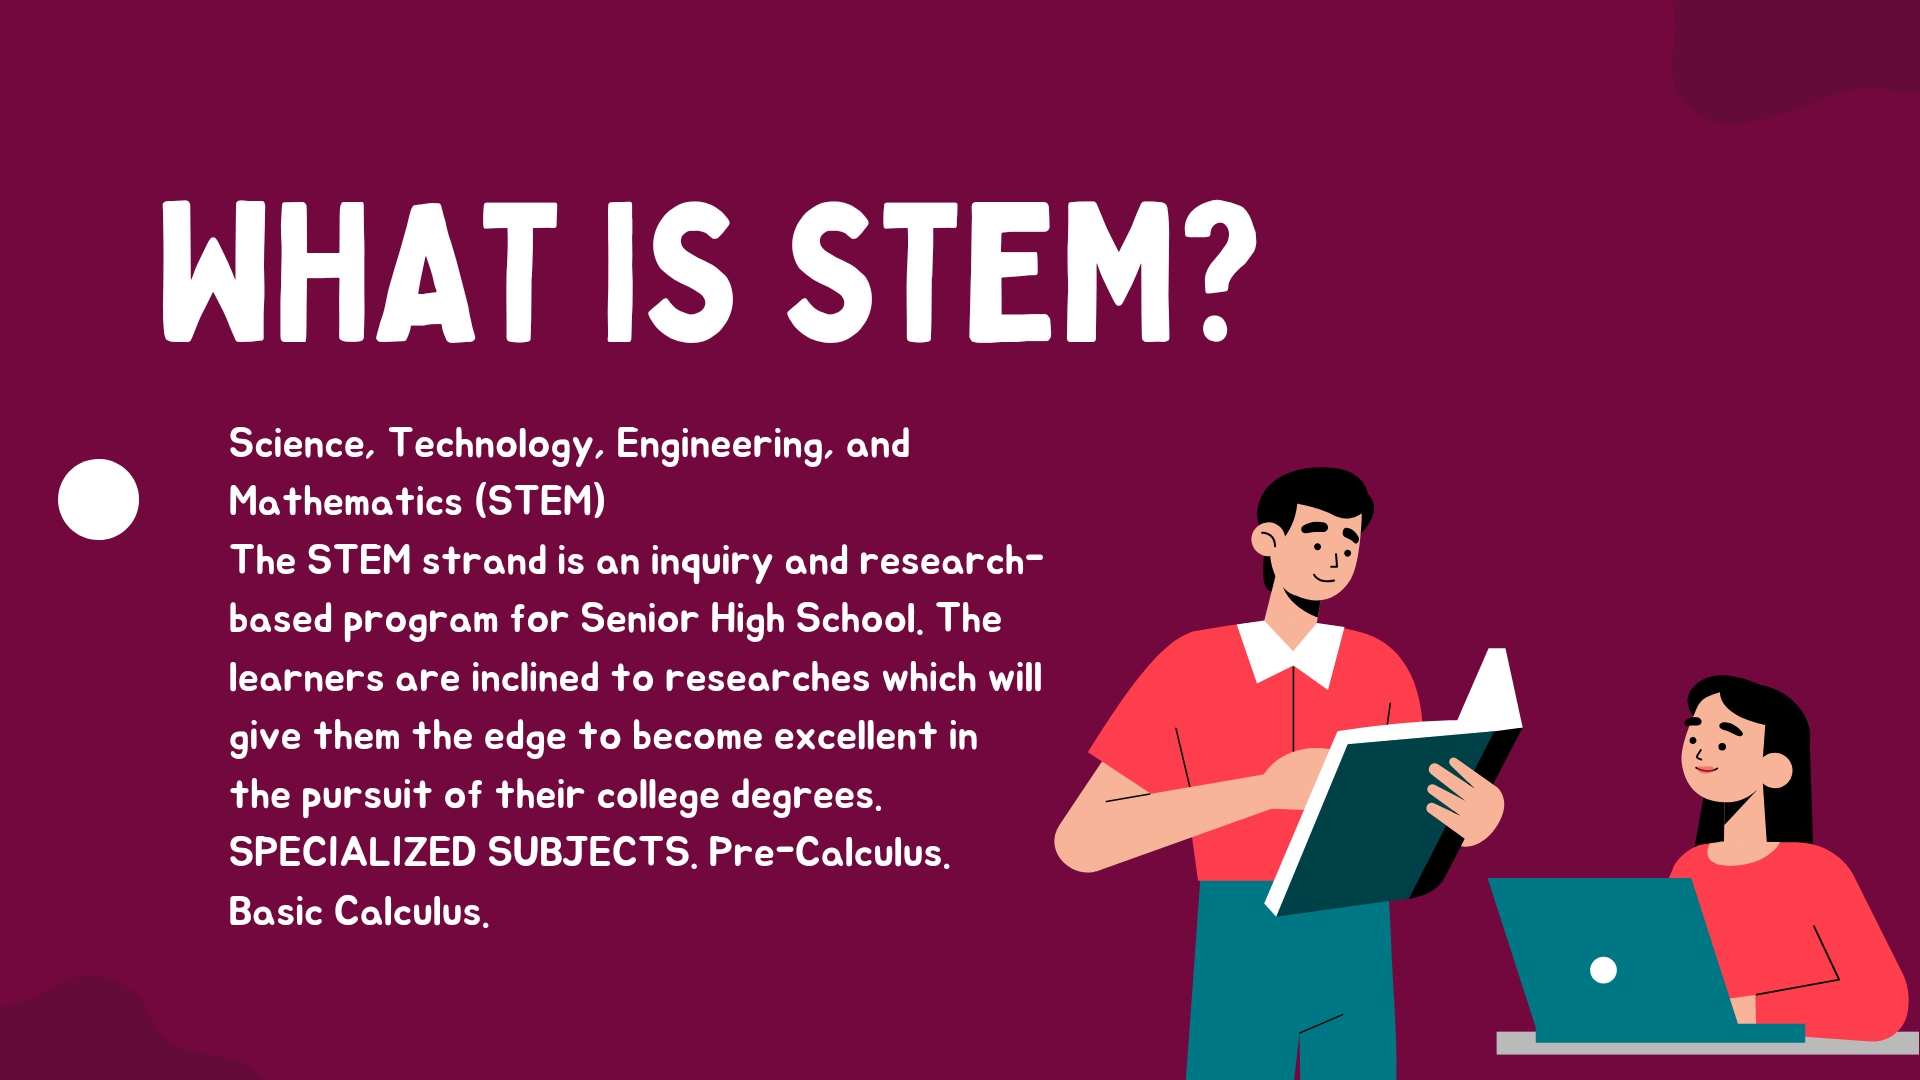 WHAT IS STEM?
Science, Technology, Engineering, and
Mathematics (STEM)
The STEM strand is an inquiry and research-
based program for Senior High School. The
learners are inclined to researches which will
give them the edge to become excellent in
the pursuit of their college degrees.
SPECIALIZED SUBJECTS. Pre-Calculus.
Basic Calculus.